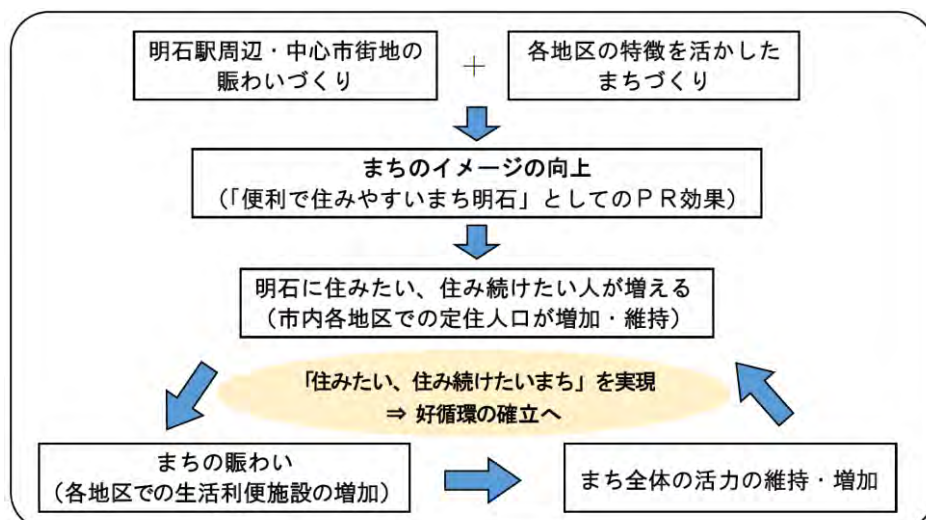 明石駅周辺・中心市街地の
賑わいづくり
＋
各地区の特徴を活かした
まちづくり
まちのイメージの向上
（「便利で住みやすいまち明石」としてのＰＲ効果）
明石に住みたい、住み続けたい人が増える
（市内各地区での定住人口が増加・維持）
「住みたい、住み続けたいまち」を実現
⇒ 好循環の確立へ
まちの賑わい
（各地区での生活利便施設の増加）
まち全体の活力の維持・増加